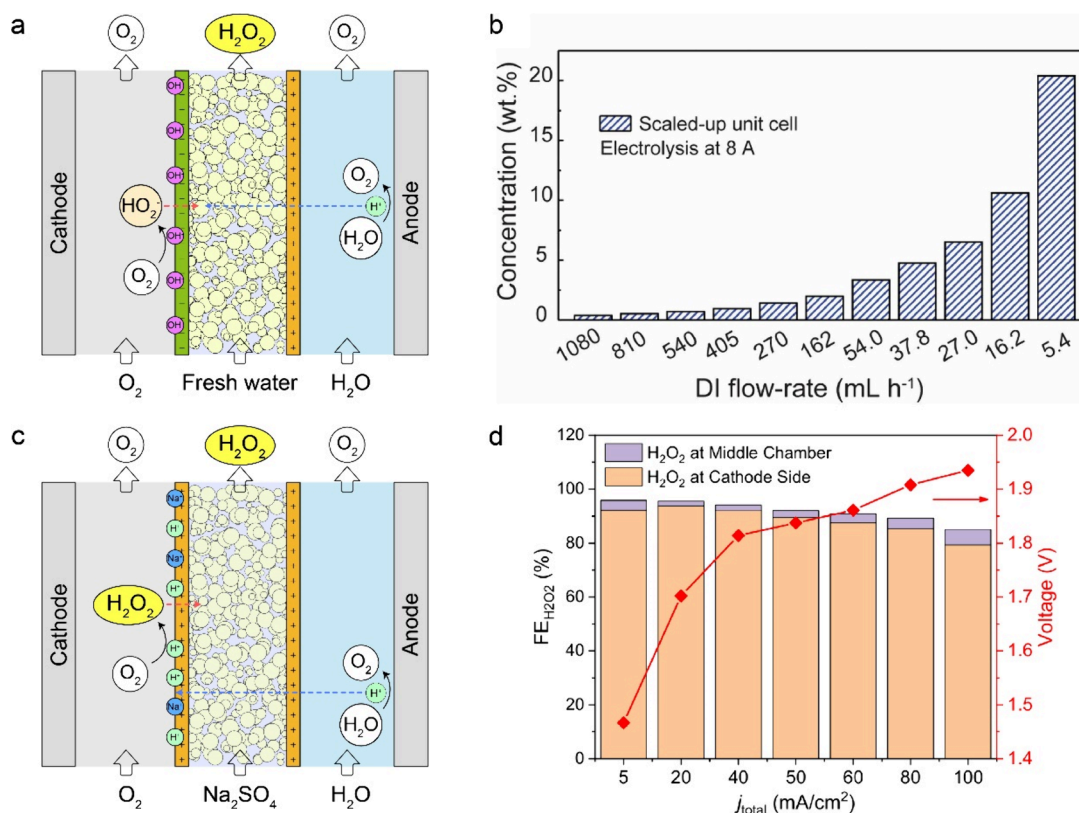 a
O₂
H₂O₂
O₂
Cathode
OH⁻
OH⁻
OH⁻
HO₂⁻
OH⁻
O₂
OH⁻
OH⁻
O₂
H⁺
H₂O
Anode
O₂
Fresh water
H₂O
b
Concentration (wt.%)
20
15
10
5
0
Scaled-up unit cell
Electrolysis at 8 A
1080 810 540 405 270 162 54.0 37.8 27.0 16.2 5.4
DI flow-rate (mL h⁻¹)
c
O₂
H₂O₂
O₂
Cathode
Na⁺
H⁺
Na⁺
H⁺
H₂O₂
O₂
H⁺
H⁺
Na⁺
H⁺
O₂
H⁺
H₂O
Anode
O₂
Na₂SO₄
H₂O
d
FE_H2O2 (%)
120
100
80
60
40
20
0
H₂O₂ at Middle Chamber
H₂O₂ at Cathode Side
2.0
1.9
1.8
1.7
1.6
1.5
1.4
Voltage (V)
5 20 40 50 60 80 100
j_total (mA/cm²)